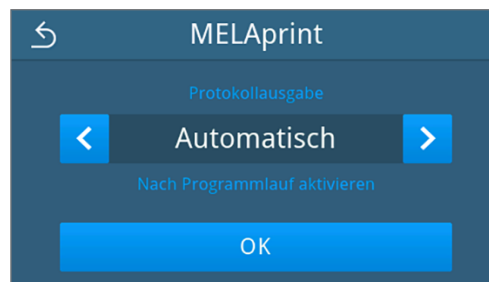 MELAprint
Protokollausgabe
Automatisch
Nach Programmlauf aktivieren
OK